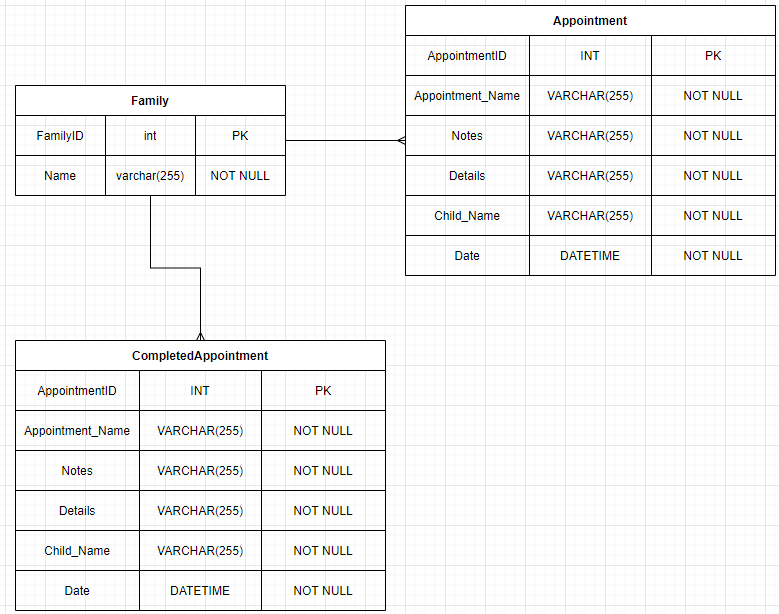 Appointment
AppointmentID INT PK
Appointment_Name VARCHAR(255) NOT NULL
Notes VARCHAR(255) NOT NULL
Details VARCHAR(255) NOT NULL
Child_Name VARCHAR(255) NOT NULL
Date DATETIME NOT NULL
Family
FamilyID int PK
Name varchar(255) NOT NULL
CompletedAppointment
AppointmentID INT PK
Appointment_Name VARCHAR(255) NOT NULL
Notes VARCHAR(255) NOT NULL
Details VARCHAR(255) NOT NULL
Child_Name VARCHAR(255) NOT NULL
Date DATETIME NOT NULL